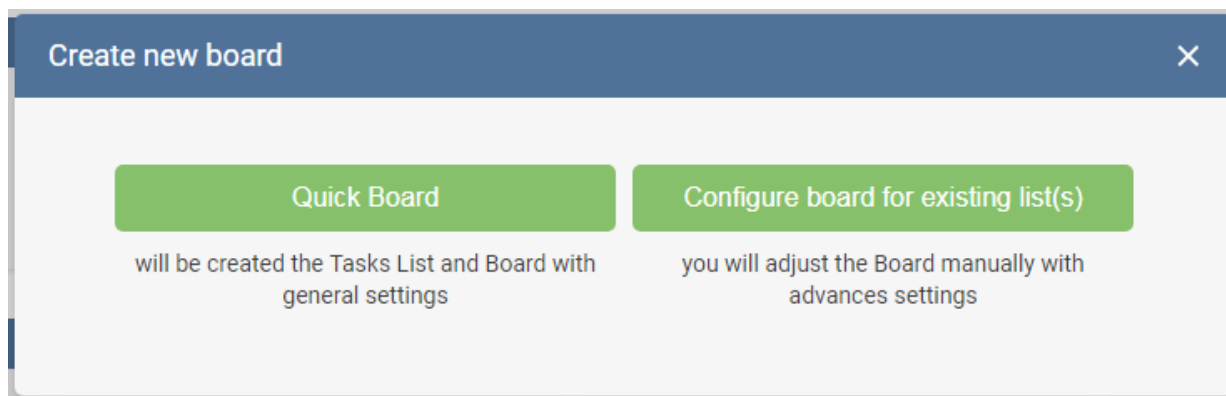 Create new board
Quick Board
will be created the Tasks List and Board with
general settings
Configure board for existing list(s)
you will adjust the Board manually with
advances settings